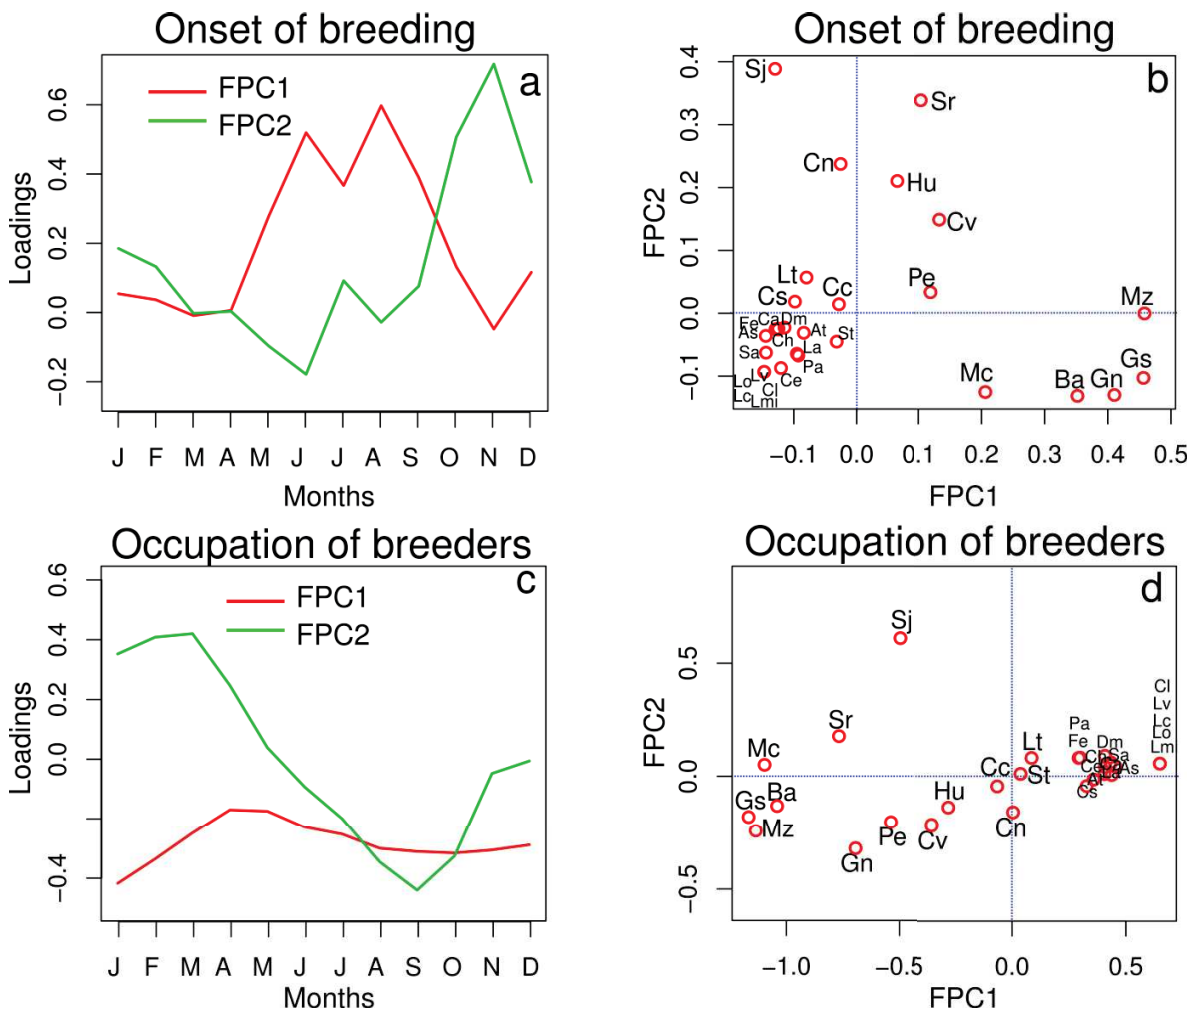 Onset of breeding
a
FPC1
FPC2
Loadings
0.6
0.4
0.2
0.0
−0.2
J F M A M J J A S O N D
Months
Onset of breeding
b
FPC2
0.4
0.3
0.2
0.1
0.0
−0.1
Sj
Sr
Cn
Hu
Cv
Lt
Cc
Pe
Cs
Mz
Fe Ca Dm
As
At
St
Ch
La
Sa
Pa
Gs
Mc
Ba
Gn
Lo
Lv
Ce
Cl
Lc
Lmi
−0.1 0.0 0.1 0.2 0.3 0.4 0.5
FPC1
Occupation of breeders
c
FPC1
FPC2
Loadings
0.6
0.4
0.2
0.0
−0.4
J F M A M J J A S O N D
Months
Occupation of breeders
d
FPC2
0.5
0.0
−0.5
Sj
Sr
Mc
Lt
Cc
St
Gs
Ba
Mz
Hu
Pe
Cv
Cn
Gn
Pa
Fe
Dm
Ch
Sa
Ce
As
At
La
Cs
Cl
Lv
Lc
Lo
Lm
−1.0 −0.5 0.0 0.5
FPC1